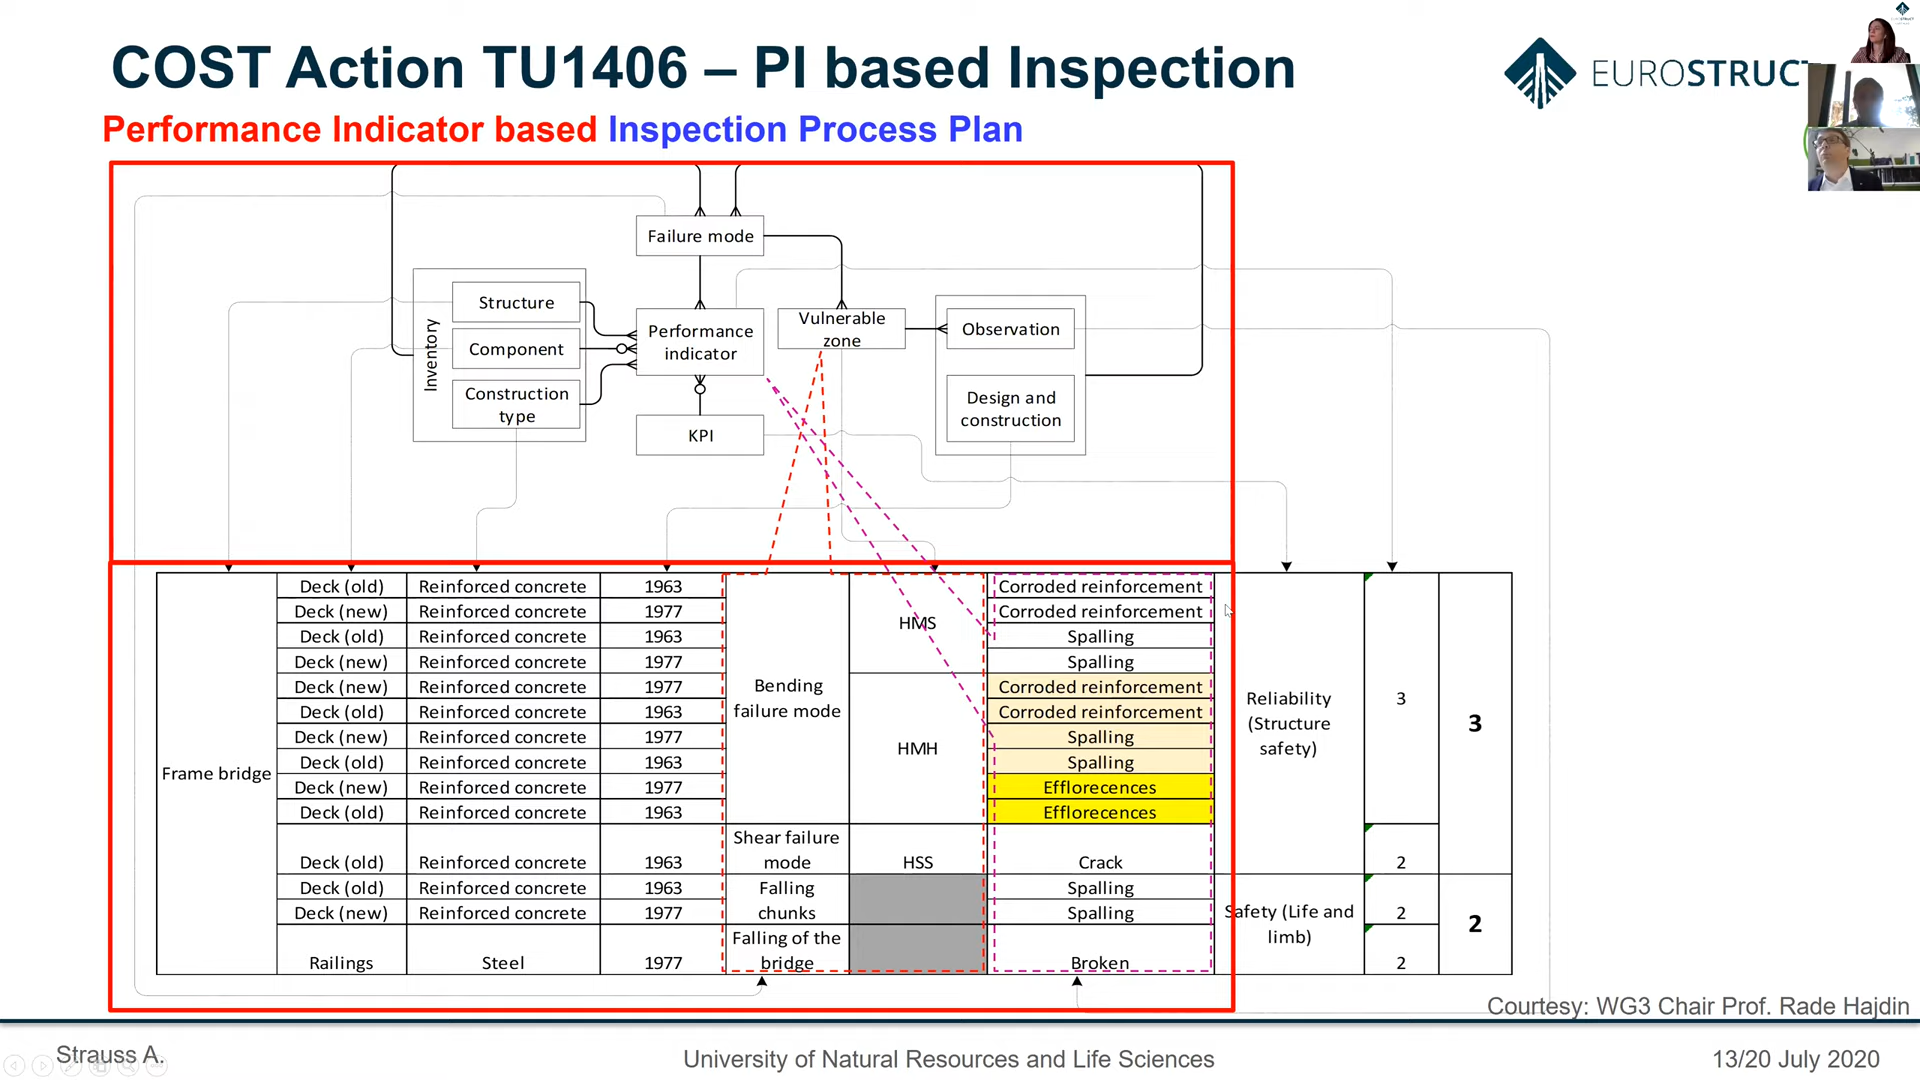 COST Action TU1406 – PI based Inspection
EUROSTRUCT
Performance Indicator based Inspection Process Plan
Failure mode
Structure
Component
Construction
type
Inventory
Performance
indicator
KPI
Vulnerable
zone
Observation
Design and
construction
Frame bridge
Deck (old) Reinforced concrete 1963 Corroded reinforcement
Deck (new) Reinforced concrete 1977 Corroded reinforcement
HMS
Deck (old) Reinforced concrete 1963 Spalling
Deck (new) Reinforced concrete 1977 Spalling
Deck (new) Reinforced concrete 1977 Corroded reinforcement
Bending
failure mode
Deck (old) Reinforced concrete 1963 Corroded reinforcement
Deck (new) Reinforced concrete 1977 Spalling
HMH
Deck (old) Reinforced concrete 1963 Spalling
Deck (new) Reinforced concrete 1977 Efflorecences
Deck (old) Reinforced concrete 1963 Efflorecences
Reliability
(Structure
safety)
3
3
Shear failure
mode
Deck (old) Reinforced concrete 1963 HSS Crack 2
Deck (old) Reinforced concrete 1963 Spalling
Falling
chunks
Deck (new) Reinforced concrete 1977 Spalling 2
Safety (Life and
limb)
2
Falling of the
bridge
Railings Steel 1977 Broken 2
Courtesy: WG3 Chair Prof. Rade Hajdin
Strauss A.
University of Natural Resources and Life Sciences
13/20 July 2020